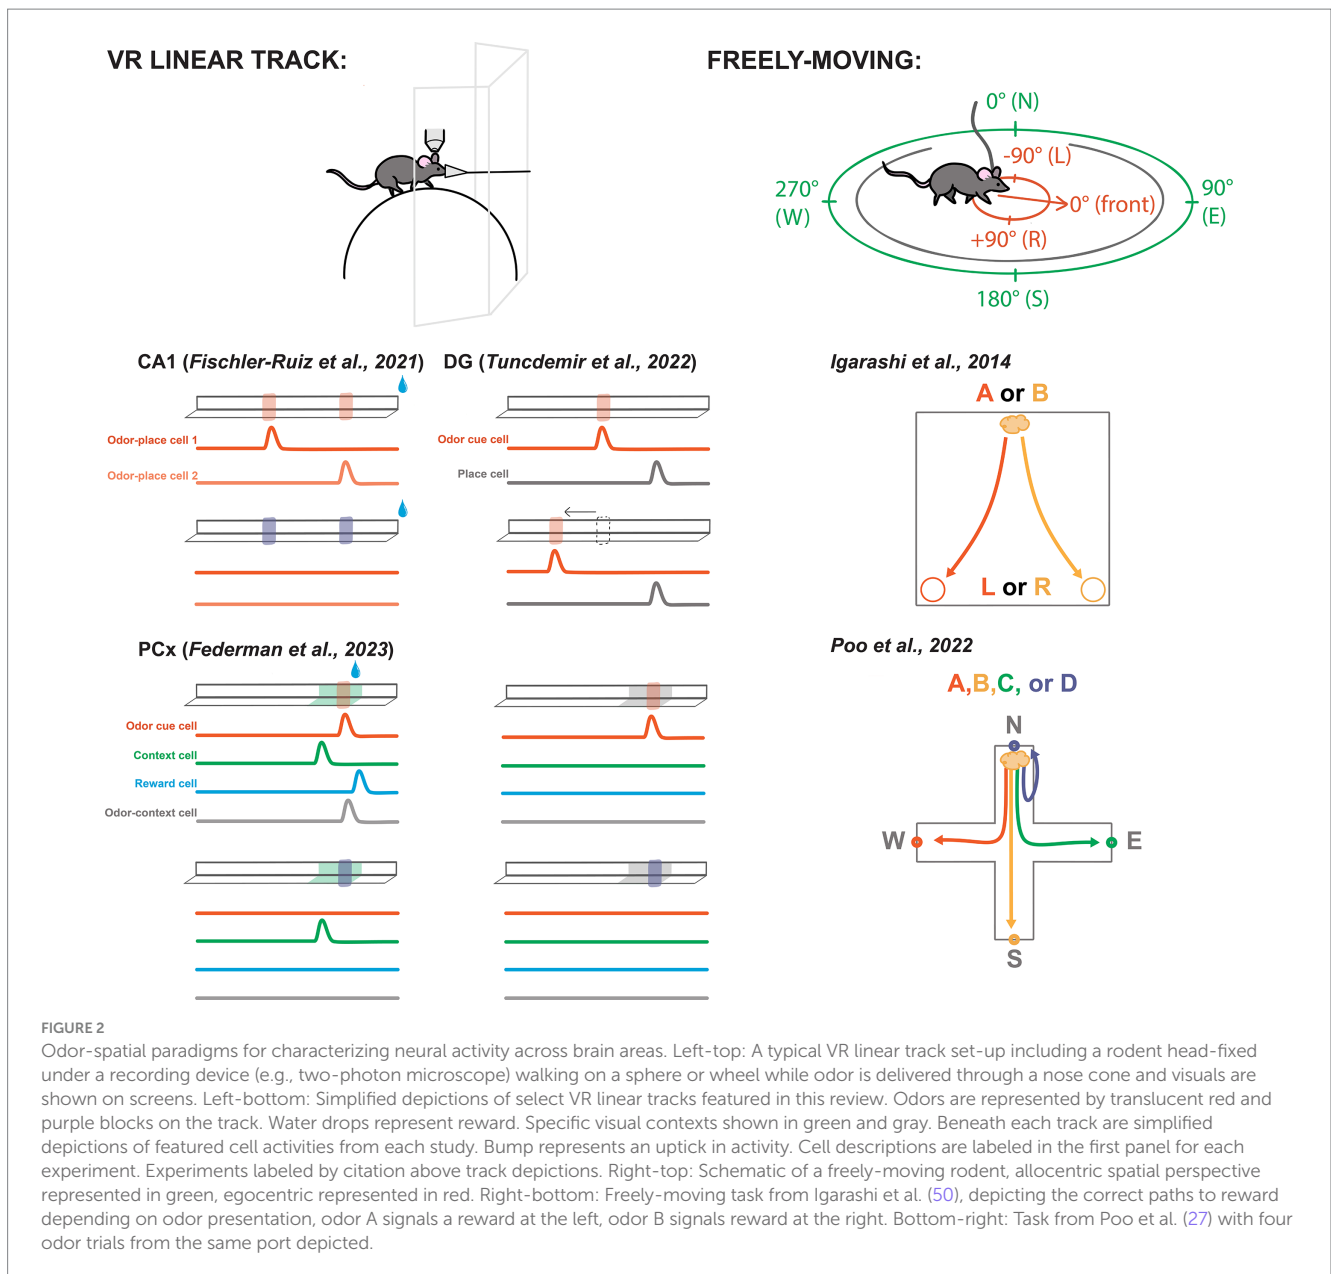 VR LINEAR TRACK:
FREELY-MOVING:
0° (N)
-90° (L)
270°
(W)
90°
(E)
0° (front)
+90° (R)
180° (S)
CA1 (Fischler-Ruiz et al., 2021)
DG (Tuncdemir et al., 2022)
Igarashi et al., 2014
A or B
Odor-place cell 1
Odor cue cell
Odor-place cell 2
Place cell
L or R
PCx (Federman et al., 2023)
Poo et al., 2022
A,B,C, or D
N
Odor cue cell
Context cell
Reward cell
Odor-context cell
W
E
S
FIGURE 2
Odor-spatial paradigms for characterizing neural activity across brain areas. Left-top: A typical VR linear track set-up including a rodent head-fixed
under a recording device (e.g., two-photon microscope) walking on a sphere or wheel while odor is delivered through a nose cone and visuals are
shown on screens. Left-bottom: Simplified depictions of select VR linear tracks featured in this review. Odors are represented by translucent red and
purple blocks on the track. Water drops represent reward. Specific visual contexts shown in green and gray. Beneath each track are simplified
depictions of featured cell activities from each study. Bump represents an uptick in activity. Cell descriptions are labeled in the first panel for each
experiment. Experiments labeled by citation above track depictions. Right-top: Schematic of a freely-moving rodent, allocentric spatial perspective
represented in green, egocentric represented in red. Right-bottom: Freely-moving task from Igarashi et al. (50), depicting the correct paths to reward
depending on odor presentation, odor A signals a reward at the left, odor B signals reward at the right. Bottom-right: Task from Poo et al. (27) with four
odor trials from the same port depicted.